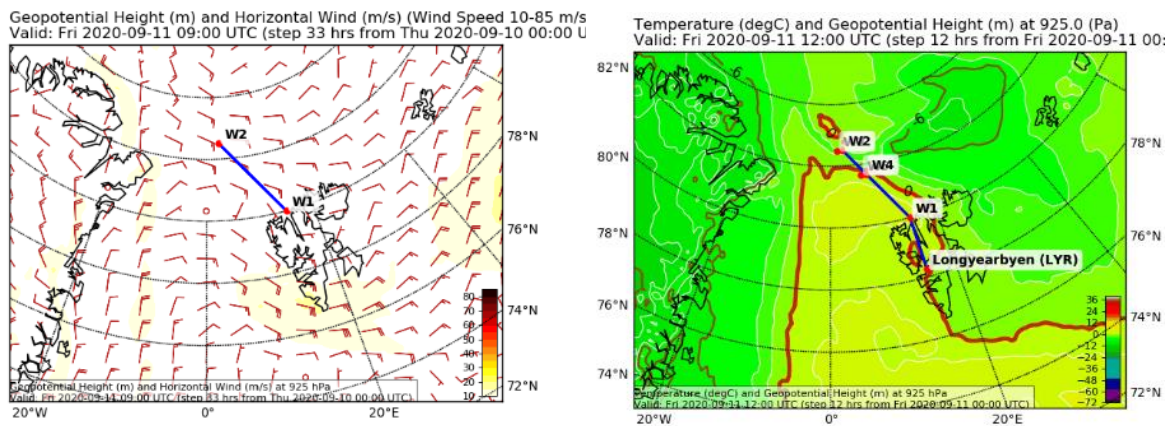 Geopotential Height (m) and Horizontal Wind (m/s) (Wind Speed 10-85 m/s
Valid: Fri 2020-09-11 09:00 UTC (step 33 hrs from Thu 2020-09-10 00:00 U
W2
W1
78°N
76°N
74°N
72°N
80
70
60
50
40
30
20
10
Geopotential Height (m) and Horizontal Wind (m/s) at 925 hPa
Valid: Fri 2020-09-11 09:00 UTC (step 33 hrs from Thu 2020-09-10 00:00 UTC)
20°W
0°
20°E
Temperature (degC) and Geopotential Height (m) at 925.0 (Pa)
Valid: Fri 2020-09-11 12:00 UTC (step 12 hrs from Fri 2020-09-11 00:
82°N
80°N
78°N
76°N
74°N
6
6
0
0
W2
W4
W1
Longyearbyen (LYR)
78°N
76°N
74°N
72°N
36
24
12
0
−12
−24
−36
−48
−60
−72
Temperature (degC) and Geopotential Height (m) at 925 hPa
Valid: Fri 2020-09-11 12:00 UTC (step 12 hrs from Fri 2020-09-11 00:00 UTC)
20°W
0°
20°E